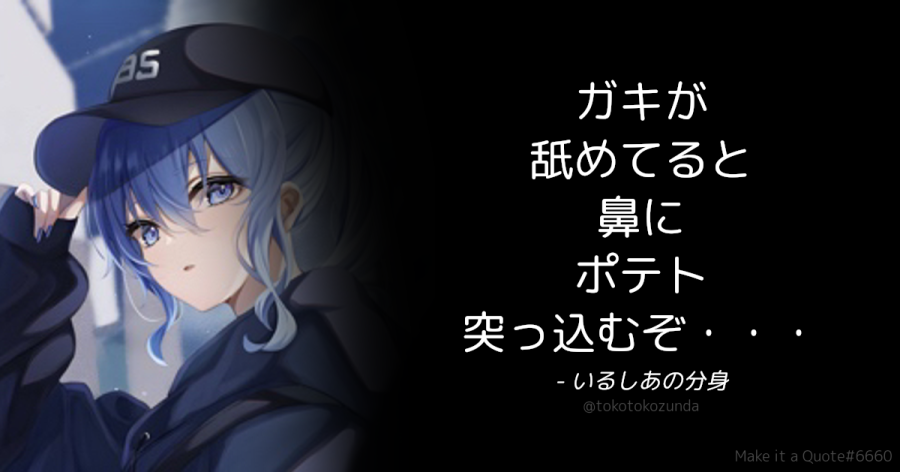 as
ガキが
舐めてると
鼻に
ポテト
突っ込むぞ・・・
- いるしあの分身
@tokotokozunda
Make it a Quote#6660